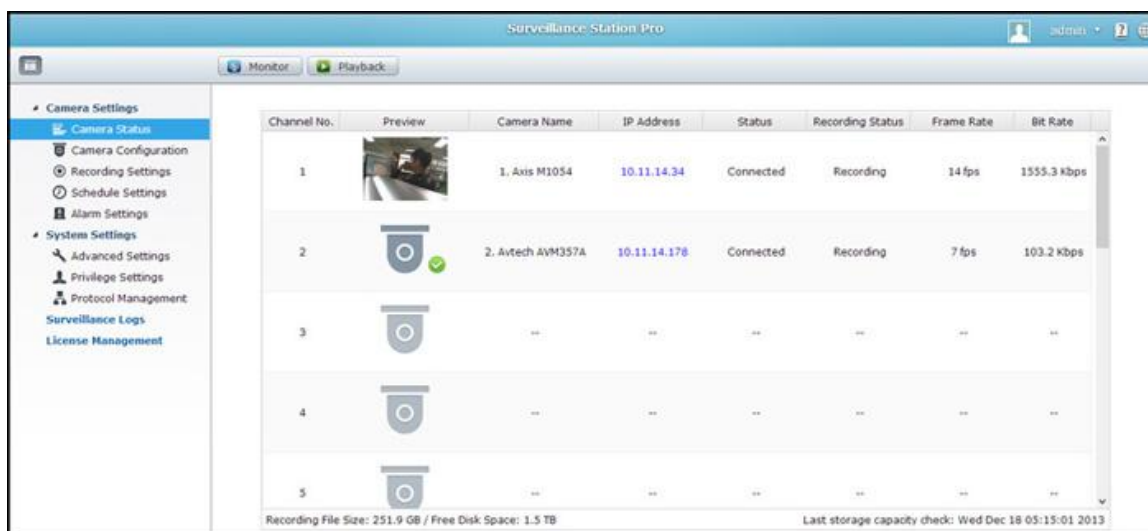 Surveillance Station Pro
admin
Monitor Playback
Camera Settings
Camera Status
Camera Configuration
Recording Settings
Schedule Settings
Alarm Settings
System Settings
Advanced Settings
Privilege Settings
Protocol Management
Surveillance Logs
License Management
Channel No. Preview Camera Name IP Address Status Recording Status Frame Rate Bit Rate
1 1. Axis M1054 10.11.14.34 Connected Recording 14 fps 1555.3 Kbps
2 2. Avtech AVM357A 10.11.14.178 Connected Recording 7 fps 103.2 Kbps
3 -- -- -- -- -- --
4 -- -- -- -- -- --
5 -- -- -- -- -- --
Recording File Size: 251.9 GB / Free Disk Space: 1.5 TB
Last storage capacity check: Wed Dec 18 05:15:01 2013